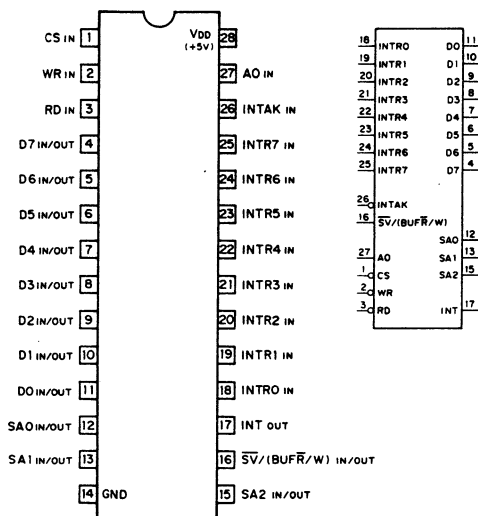 CS IN 1
WR IN 2
RD IN 3
D7 IN/OUT 4
D6 IN/OUT 5
D5 IN/OUT 6
D4 IN/OUT 7
D3 IN/OUT 8
D2 IN/OUT 9
D1 IN/OUT 10
D0 IN/OUT 11
SA0 IN/OUT 12
SA1 IN/OUT 13
14 GND
VDD 28
(+5V)
27 A0 IN
26 INTAK IN
25 INTR7 IN
24 INTR6 IN
23 INTR5 IN
22 INTR4 IN
21 INTR3 IN
20 INTR2 IN
19 INTR1 IN
18 INTR0 IN
17 INT OUT
16 S̅V̅/(BUFR̅/W) IN/OUT
15 SA2 IN/OUT
18 INTR0
19 INTR1
20 INTR2
21 INTR3
22 INTR4
23 INTR5
24 INTR6
25 INTR7
26 INTAK
16 S̅V̅/(BUFR̅/W)
27 A0
1 CS
2 WR
3 RD
D0 11
D1 10
D2 9
D3 8
D4 7
D5 6
D6 5
D7 4
SA0 12
SA1 13
SA2 15
INT 17